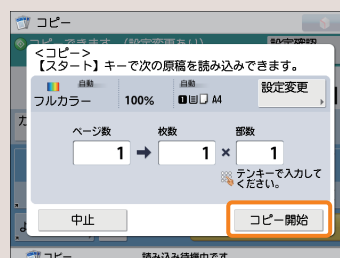 コピー
コピーできます。（設定変更あり） 設定確認
<コピー>
【スタート】キーで次の原稿を読み込みできます。
自動 自動 設定変更
フルカラー 100% 1 A4
ページ数 枚数 部数
1 → 1 × 1
テンキーで入力して
ください。
中止 コピー開始
コピー 読み込み待機中です